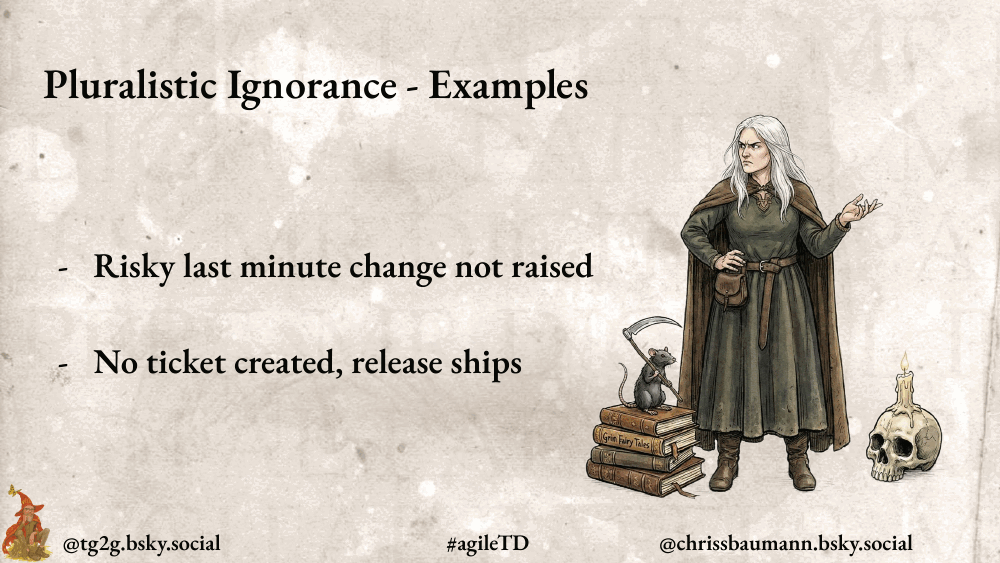 Pluralistic Ignorance - Examples
- Risky last minute change not raised
- No ticket created, release ships
Grim Fairy Tales
@tg2g.bsky.social
#agileTD
@chrissbaumann.bsky.social